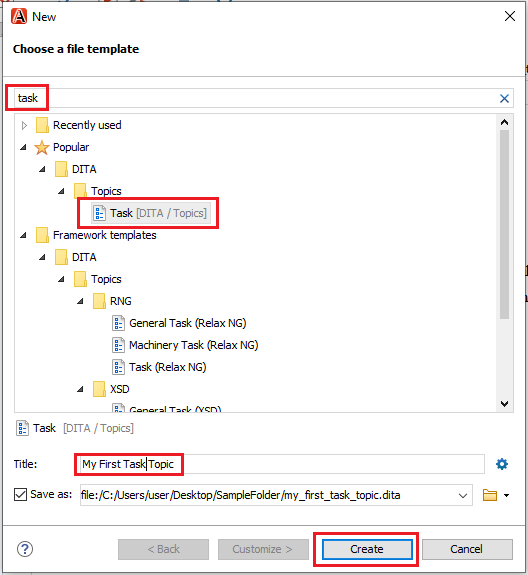 New
Choose a file template
task
Recently used
Popular
DITA
Topics
Task [DITA / Topics]
Framework templates
DITA
Topics
RNG
General Task (Relax NG)
Machinery Task (Relax NG)
Task (Relax NG)
XSD
General Task (XSD)
Task [DITA / Topics]
Title: My First Task Topic
Save as: file:/C:/Users/user/Desktop/SampleFolder/my_first_task_topic.dita
< Back Customize > Create Cancel